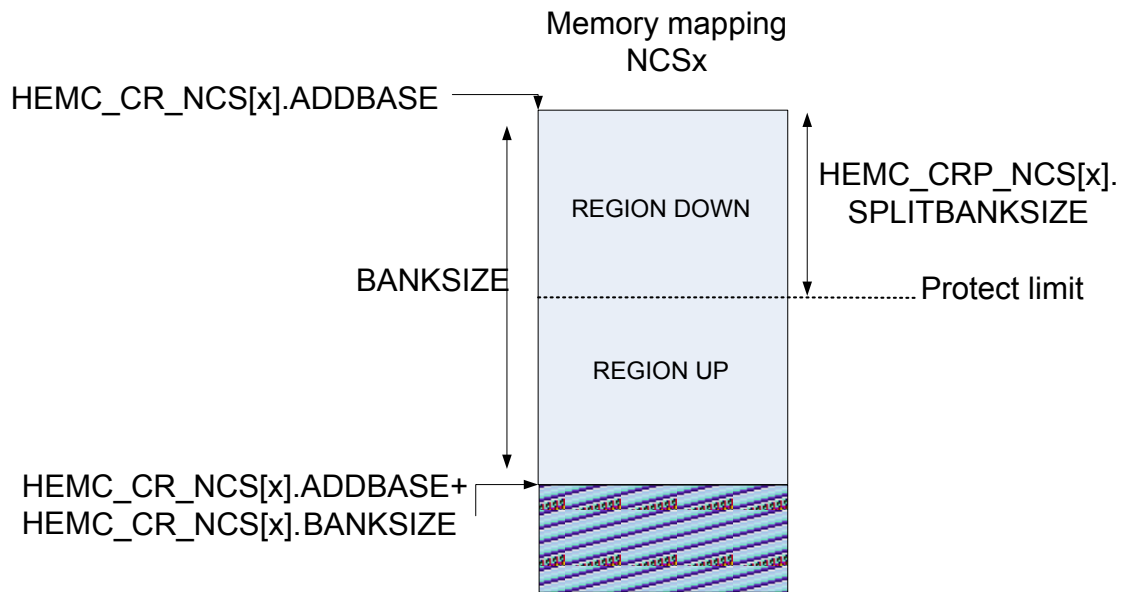 Memory mapping
NCSx
HEMC_CR_NCS[x].ADDBASE
HEMC_CRP_NCS[x].
SPLITBANKSIZE
REGION DOWN
BANKSIZE
Protect limit
REGION UP
HEMC_CR_NCS[x].ADDBASE+
HEMC_CR_NCS[x].BANKSIZE